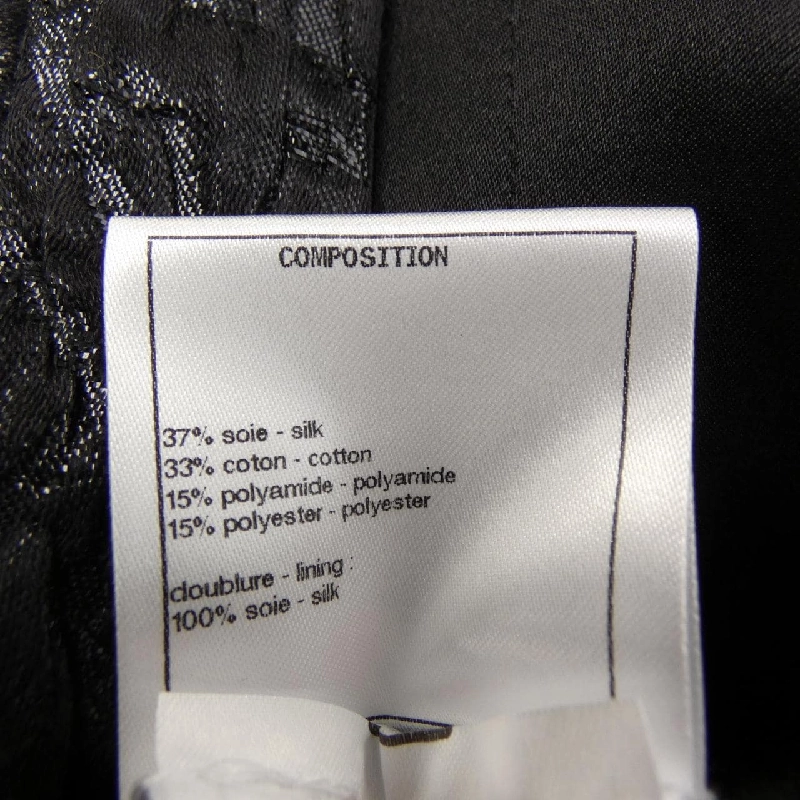 COMPOSITION
37% soie - silk
33% coton - cotton
15% polyamide - polyamide
15% polyester - polyester
doublure - lining :
100% soie - silk